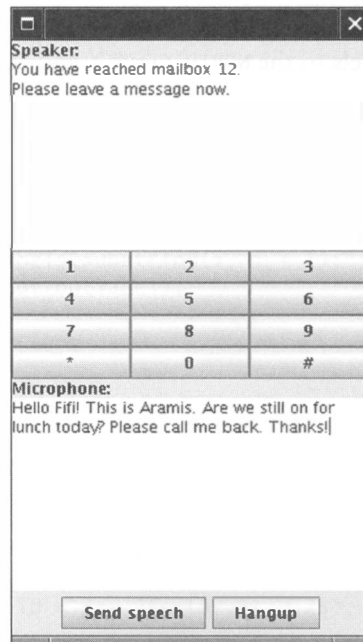 Speaker:
You have reached mailbox 12.
Please leave a message now.
1 2 3
4 5 6
7 8 9
* 0 #
Microphone:
Hello Fifi! This is Aramis. Are we still on for
lunch today? Please call me back. Thanks!
Send speech Hangup